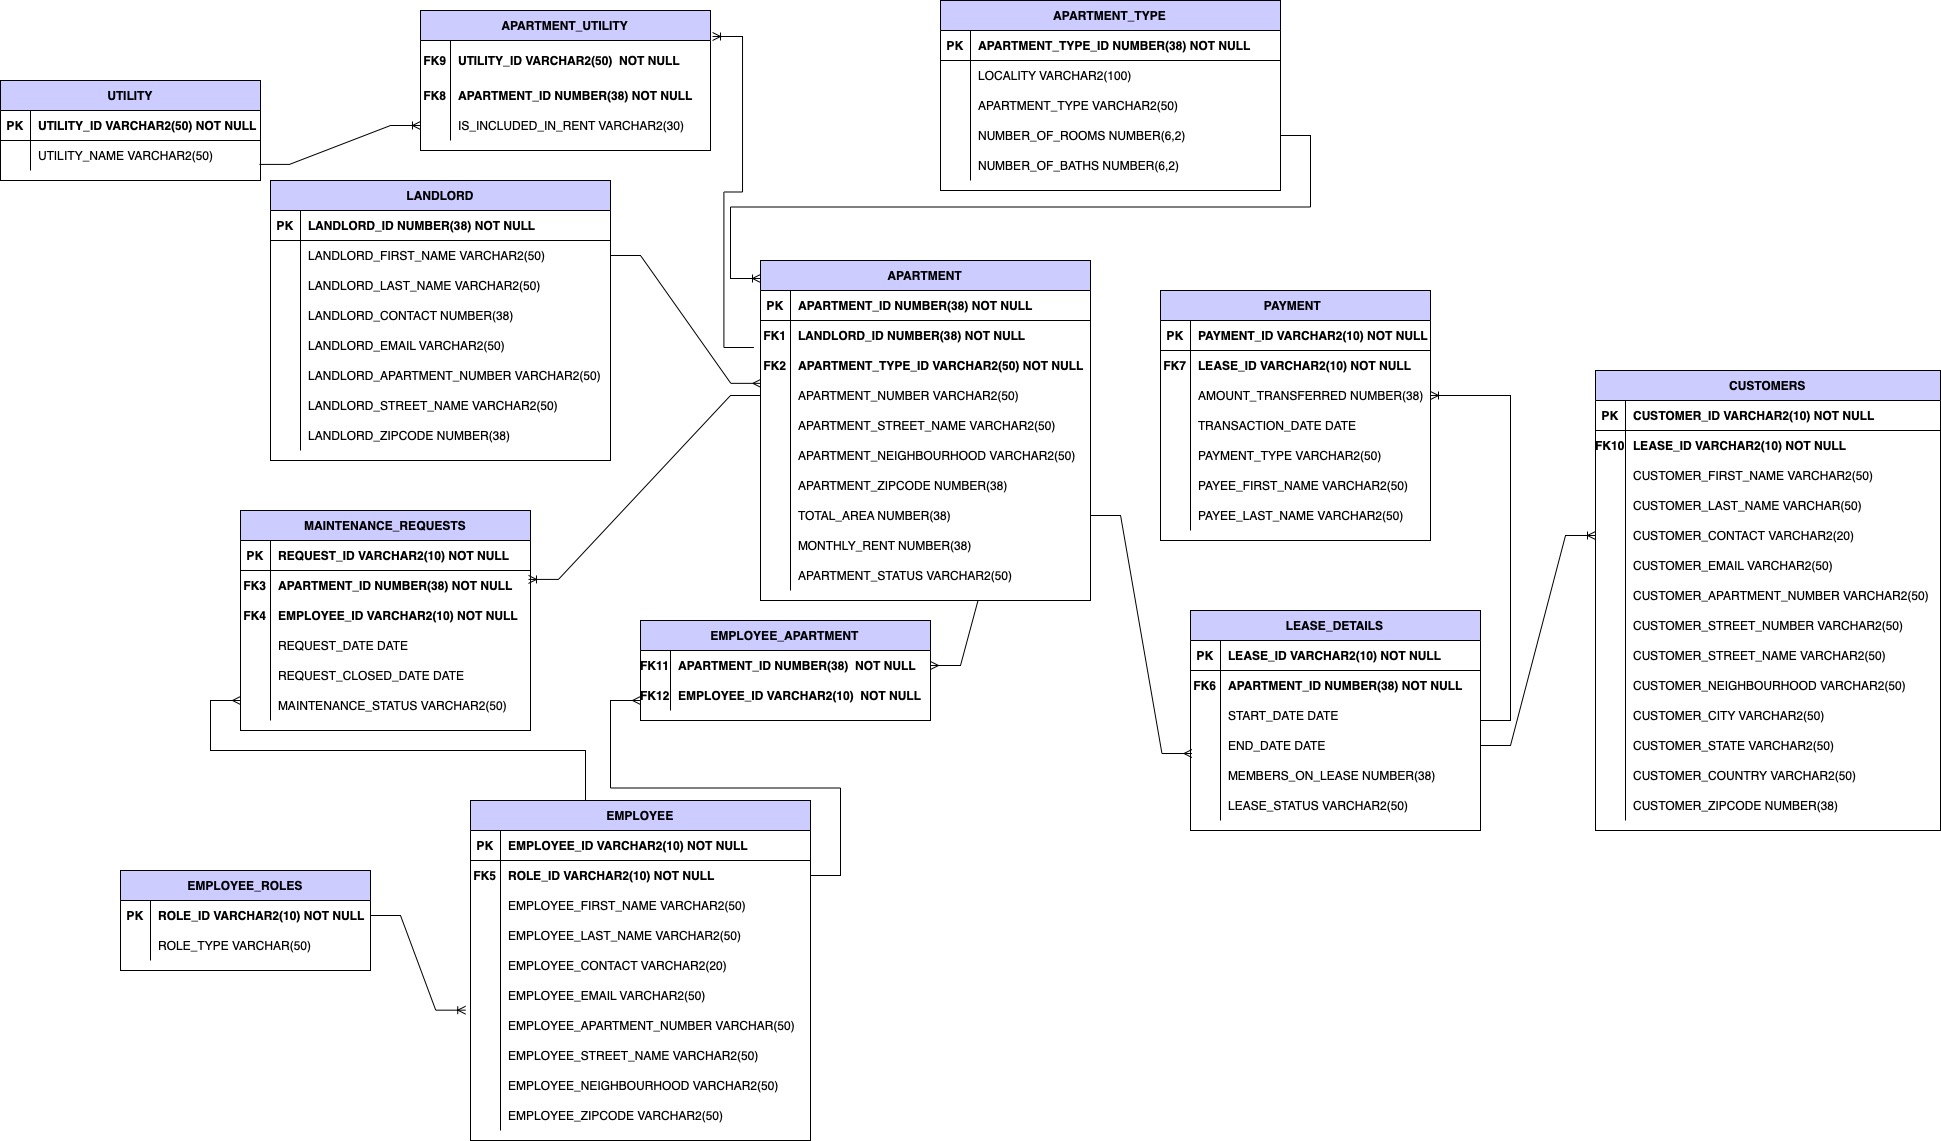 APARTMENT_UTILITY
FK9 UTILITY_ID VARCHAR2(50) NOT NULL
FK8 APARTMENT_ID NUMBER(38) NOT NULL
IS_INCLUDED_IN_RENT VARCHAR2(30)
APARTMENT_TYPE
PK APARTMENT_TYPE_ID NUMBER(38) NOT NULL
LOCALITY VARCHAR2(100)
APARTMENT_TYPE VARCHAR2(50)
NUMBER_OF_ROOMS NUMBER(6,2)
NUMBER_OF_BATHS NUMBER(6,2)
UTILITY
PK UTILITY_ID VARCHAR2(50) NOT NULL
UTILITY_NAME VARCHAR2(50)
LANDLORD
PK LANDLORD_ID NUMBER(38) NOT NULL
LANDLORD_FIRST_NAME VARCHAR2(50)
LANDLORD_LAST_NAME VARCHAR2(50)
LANDLORD_CONTACT NUMBER(38)
LANDLORD_EMAIL VARCHAR2(50)
LANDLORD_APARTMENT_NUMBER VARCHAR2(50)
LANDLORD_STREET_NAME VARCHAR2(50)
LANDLORD_ZIPCODE NUMBER(38)
APARTMENT
PK APARTMENT_ID NUMBER(38) NOT NULL
FK1 LANDLORD_ID NUMBER(38) NOT NULL
FK2 APARTMENT_TYPE_ID VARCHAR2(50) NOT NULL
APARTMENT_NUMBER VARCHAR2(50)
APARTMENT_STREET_NAME VARCHAR2(50)
APARTMENT_NEIGHBOURHOOD VARCHAR2(50)
APARTMENT_ZIPCODE NUMBER(38)
TOTAL_AREA NUMBER(38)
MONTHLY_RENT NUMBER(38)
APARTMENT_STATUS VARCHAR2(50)
PAYMENT
PK PAYMENT_ID VARCHAR2(10) NOT NULL
FK7 LEASE_ID VARCHAR2(10) NOT NULL
AMOUNT_TRANSFERRED NUMBER(38)
TRANSACTION_DATE DATE
PAYMENT_TYPE VARCHAR2(50)
PAYEE_FIRST_NAME VARCHAR2(50)
PAYEE_LAST_NAME VARCHAR2(50)
CUSTOMERS
PK CUSTOMER_ID VARCHAR2(10) NOT NULL
FK10 LEASE_ID VARCHAR2(10) NOT NULL
CUSTOMER_FIRST_NAME VARCHAR2(50)
CUSTOMER_LAST_NAME VARCHAR(50)
CUSTOMER_CONTACT VARCHAR2(20)
CUSTOMER_EMAIL VARCHAR2(50)
CUSTOMER_APARTMENT_NUMBER VARCHAR2(50)
CUSTOMER_STREET_NUMBER VARCHAR2(50)
CUSTOMER_STREET_NAME VARCHAR2(50)
CUSTOMER_NEIGHBOURHOOD VARCHAR2(50)
CUSTOMER_CITY VARCHAR2(50)
CUSTOMER_STATE VARCHAR2(50)
CUSTOMER_COUNTRY VARCHAR2(50)
CUSTOMER_ZIPCODE NUMBER(38)
MAINTENANCE_REQUESTS
PK REQUEST_ID VARCHAR2(10) NOT NULL
FK3 APARTMENT_ID NUMBER(38) NOT NULL
FK4 EMPLOYEE_ID VARCHAR2(10) NOT NULL
REQUEST_DATE DATE
REQUEST_CLOSED_DATE DATE
MAINTENANCE_STATUS VARCHAR2(50)
EMPLOYEE_APARTMENT
FK11 APARTMENT_ID NUMBER(38) NOT NULL
FK12 EMPLOYEE_ID VARCHAR2(10) NOT NULL
LEASE_DETAILS
PK LEASE_ID VARCHAR2(10) NOT NULL
FK6 APARTMENT_ID NUMBER(38) NOT NULL
START_DATE DATE
END_DATE DATE
MEMBERS_ON_LEASE NUMBER(38)
LEASE_STATUS VARCHAR2(50)
EMPLOYEE
PK EMPLOYEE_ID VARCHAR2(10) NOT NULL
FK5 ROLE_ID VARCHAR2(10) NOT NULL
EMPLOYEE_FIRST_NAME VARCHAR2(50)
EMPLOYEE_LAST_NAME VARCHAR2(50)
EMPLOYEE_CONTACT VARCHAR2(20)
EMPLOYEE_EMAIL VARCHAR2(50)
EMPLOYEE_APARTMENT_NUMBER VARCHAR(50)
EMPLOYEE_STREET_NAME VARCHAR2(50)
EMPLOYEE_NEIGHBOURHOOD VARCHAR2(50)
EMPLOYEE_ZIPCODE VARCHAR2(50)
EMPLOYEE_ROLES
PK ROLE_ID VARCHAR2(10) NOT NULL
ROLE_TYPE VARCHAR(50)